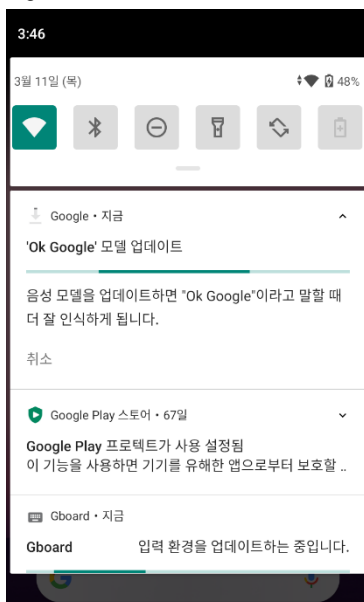 3:46
3월 11일 (목)
48%
Google • 지금
'Ok Google' 모델 업데이트
음성 모델을 업데이트하면 "Ok Google"이라고 말할 때
더 잘 인식하게 됩니다.
취소
Google Play 스토어 • 67일
Google Play 프로텍트가 사용 설정됨
이 기능을 사용하면 기기를 유해한 앱으로부터 보호할 ..
Gboard • 지금
Gboard 입력 환경을 업데이트하는 중입니다.